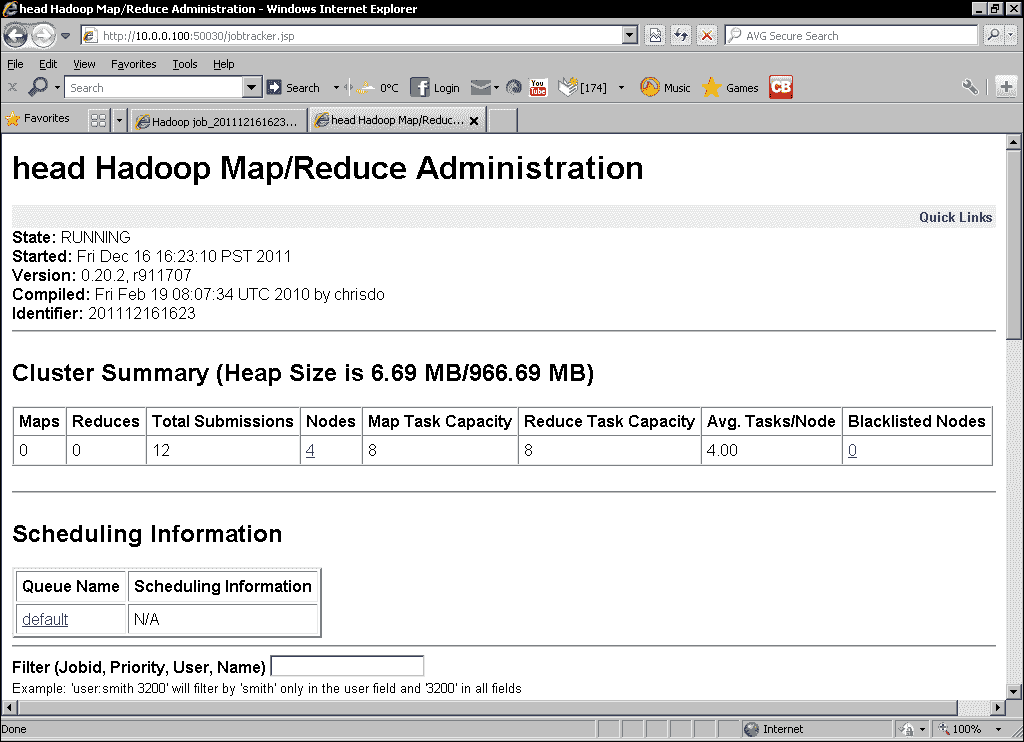 head Hadoop Map/Reduce Administration - Windows Internet Explorer
http://10.0.0.100:50030/jobtracker.jsp
AVG Secure Search
File Edit View Favorites Tools Help
Search Search 0°C Login You Tube [174] Music Games CB
Favorites Hadoop job_201112161623... head Hadoop Map/Reduc...
head Hadoop Map/Reduce Administration
Quick Links
State: RUNNING
Started: Fri Dec 16 16:23:10 PST 2011
Version: 0.20.2, r911707
Compiled: Fri Feb 19 08:07:34 UTC 2010 by chrisdo
Identifier: 201112161623
Cluster Summary (Heap Size is 6.69 MB/966.69 MB)
Maps Reduces Total Submissions Nodes Map Task Capacity Reduce Task Capacity Avg. Tasks/Node Blacklisted Nodes
0 0 12 4 8 8 4.00 0
Scheduling Information
Queue Name Scheduling Information
default N/A
Filter (Jobid, Priority, User, Name)
Example: 'user:smith 3200' will filter by 'smith' only in the user field and '3200' in all fields
Done Internet 100%